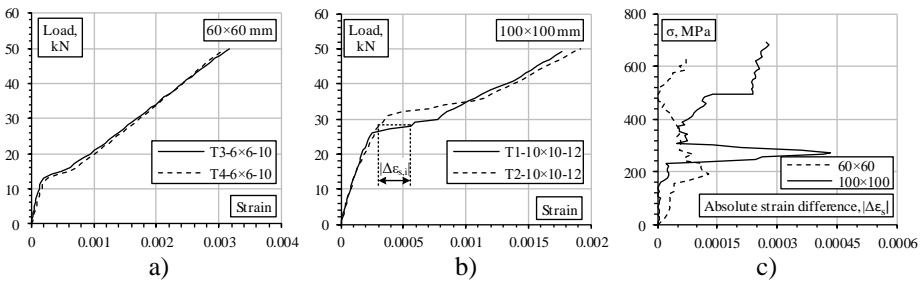 Load,
kN
60×60 mm
60
50
40
30
20
10
0
T3-6×6-10
T4-6×6-10
Strain
0
0.001
0.002
0.003
0.004
a)
Load,
kN
100×100 mm
60
50
40
30
20
10
0
|Δεs.i|
T1-10×10-12
T2-10×10-12
Strain
0
0.0005
0.001
0.0015
0.002
b)
σ, MPa
800
600
400
200
0
60×60
100×100
Absolute strain difference, |Δεs|
0
0.00015
0.0003
0.00045
0.0006
c)